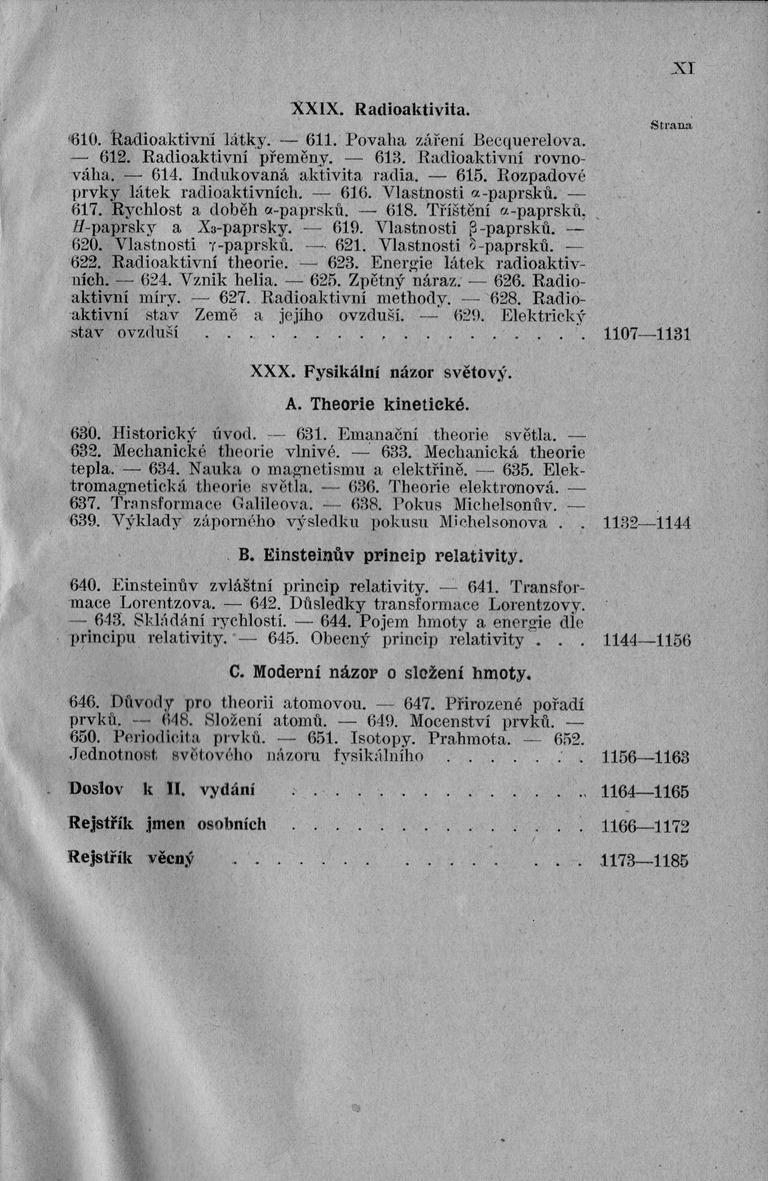 XI
XXIX. Radioaktivita.
Strana
610. Radioaktivní látky. — 611. Povaha záření Becquerelova.
— 612. Radioaktivní přeměny. — 613. Radioaktivní rovno-
váha. — 614. Indukovaná aktivita radia. — 615. Rozpadové
prvky látek radioaktivních. — 616. Vlastnosti α-paprsků. —
617. Rychlost a doběh α-paprsků. — 618. Tříštění α-paprsků,
H-paprsky a X₃-paprsky. — 619. Vlastnosti β-paprsků. —
620. Vlastnosti γ-paprsků. — 621. Vlastnosti δ-paprsků. —
622. Radioaktivní theorie. — 623. Energie látek radioaktiv-
ních. — 624. Vznik helia. — 625. Zpětný náraz. — 626. Radio-
aktivní míry. — 627. Radioaktivní methody. — 628. Radio-
aktivní stav Země a jejího ovzduší. — 629. Elektrický
stav ovzduší . . . . . . . . . . . . . . . . . . 1107—1131
XXX. Fysikální názor světový.
A. Theorie kinetické.
630. Historický úvod. — 631. Emanační theorie světla. —
632. Mechanické theorie vlnivé. — 633. Mechanická theorie
tepla. — 634. Nauka o magnetismu a elektřině. — 635. Elek-
tromagnetická theorie světla. — 636. Theorie elektronová. —
637. Transformace Galileova. — 638. Pokus Michelsonův. —
639. Výklady záporného výsledku pokusu Michelsonova . . 1132—1144
B. Einsteinův princip relativity.
640. Einsteinův zvláštní princip relativity. — 641. Transfor-
mace Lorentzova. — 642. Důsledky transformace Lorentzovy.
— 643. Skládání rychlostí. — 644. Pojem hmoty a energie dle
principu relativity. — 645. Obecný princip relativity . . . 1144—1156
C. Moderní názor o složení hmoty.
646. Důvody pro theorii atomovou. — 647. Přirozené pořadí
prvků. — 648. Složení atomů. — 649. Mocenství prvků. —
650. Periodicita prvků. — 651. Isotopy. Prahmota. — 652.
Jednotnost světového názoru fysikálního . . . . . . . 1156—1163
Doslov k II. vydání . . . . . . . . . . . . . . 1164—1165
Rejstřík jmen osobních . . . . . . . . . . . . . . 1166—1172
Rejstřík věcný . . . . . . . . . . . . . . . 1173—1185